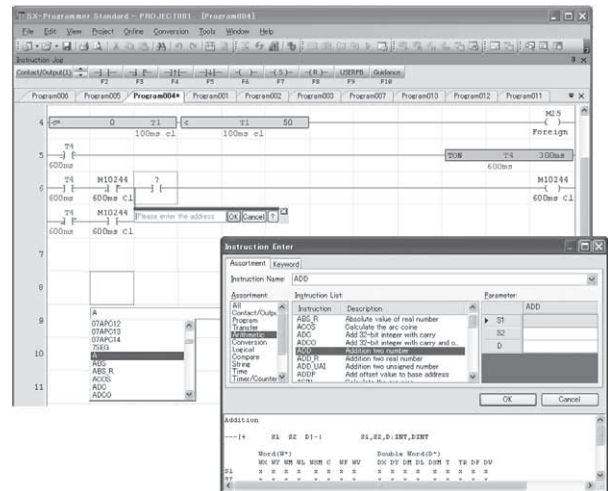 SX-Programmer Standard - PROJECT001 [Program004]
File Edit View Project Online Conversion Tools Window Help
Instruction Jog
Contact/Output(1)
F2 F3 F4 F5 F6 F7 F8 F9 F10
(S) (R) USERFB Guidance
Program006 Program005 Program004* Program001 Program002 Program003 Program007 Program013 Program012 Program011
4 <= 0 T1 < T1 50 M25
100ms cl 100ms cl Foreign
5 T4 TON T4 300ms
600ms 600ms
6 T4 M10244 ? M10244
600ms 600ms Cl 600ms Cl
T4 M10244 Please enter the address OK Cancel ?
600ms 600ms Cl
7
8
9
10
11
A
07APC12
07APC13
07APC14
7SEG
A
ABS
ABS_R
ACOS
ADC
ADCO
Instruction Enter
Assortment Keyword
Instruction Name: ADD
Assortment: Instruction List: Parameter:
All
Contact/Outpu
Program
Transfer
Arithmetic
Conversion
Logical
Compare
String
Time
Timer/Counter
Instruction Description
ABS_R Absolute value of real number
ACOS Calculate the arc coine
ADC Add 32-bit integer with carry
ADCO Add 32-bit integer with carry and o..
ADD Addition two number
ADD_R Addition two real number
ADD_UAI Addition two unsigned number
ADDP Add offset value to base address
ADD
S1
S2
D
OK Cancel
Addition
---[+ S1 S2 D]-| S1,S2,D:INT,DINT
Word(W*) Double Word(D*)
WX WY WM WL WSM C WF WV DX DY DM DL DSM T TR DF DV
S1 x x x x x x x x x x x x x x x x x